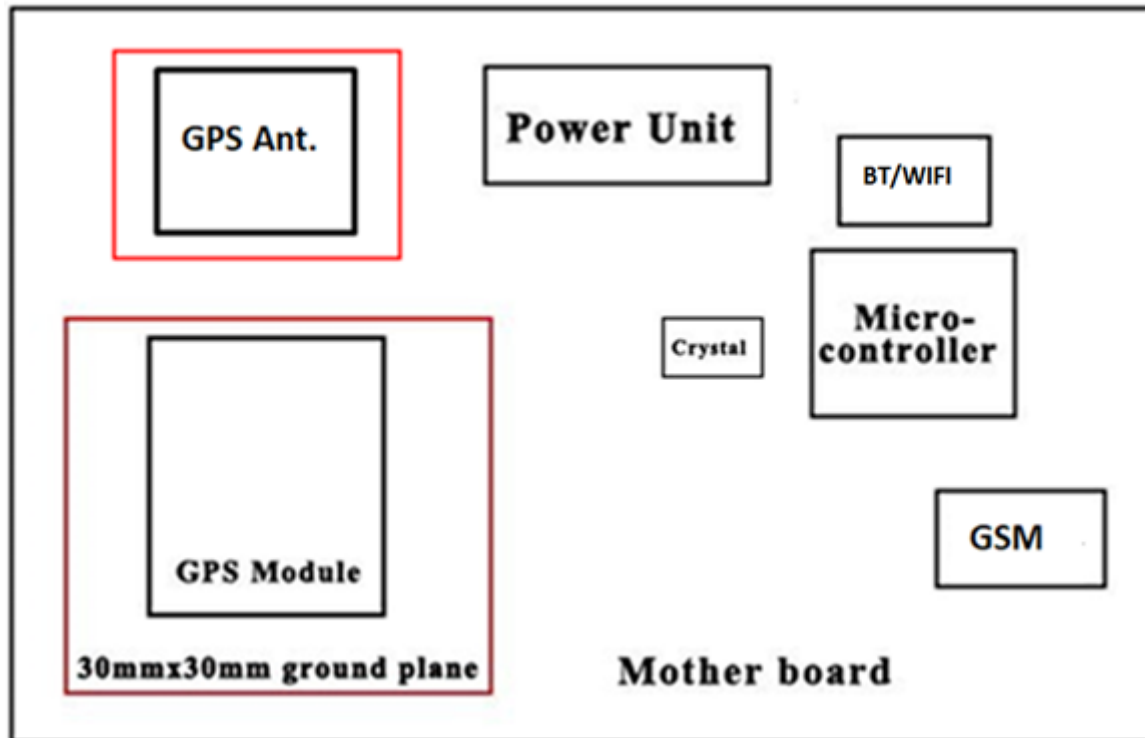 GPS Ant.
Power Unit
BT/WIFI
Crystal
Micro-
controller
GSM
GPS Module
30mmx30mm ground plane
Mother board